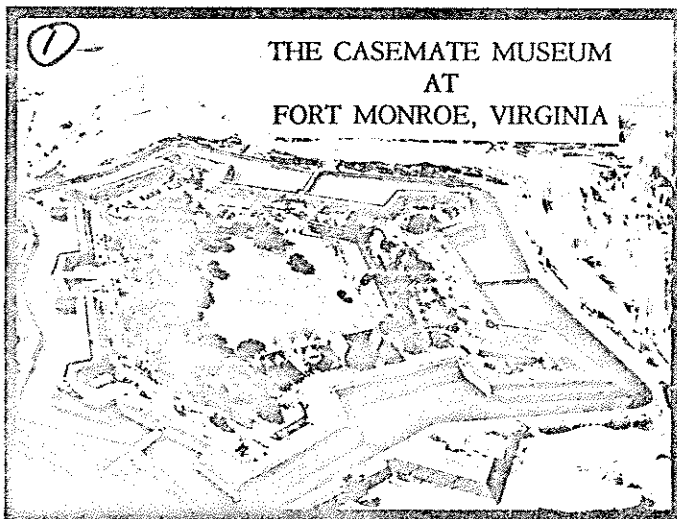 1
THE CASEMATE MUSEUM
AT
FORT MONROE, VIRGINIA